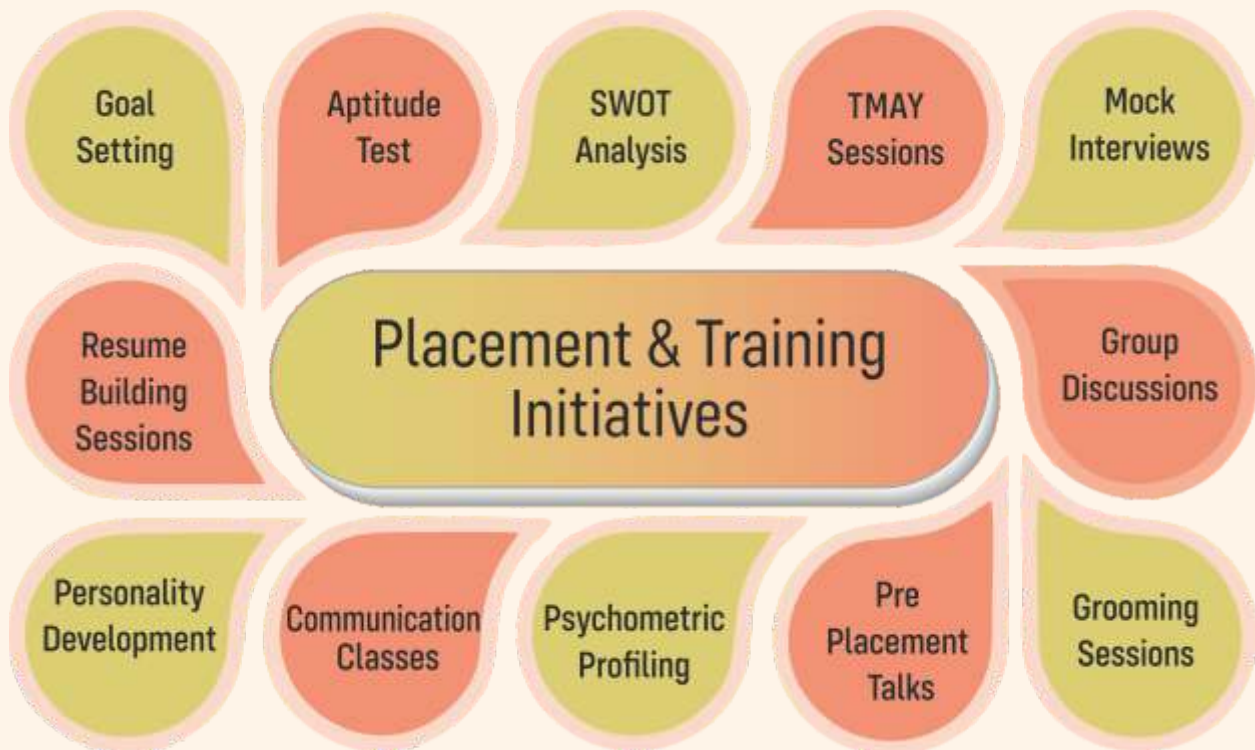 Goal
Setting
Aptitude
Test
SWOT
Analysis
TMAY
Sessions
Mock
Interviews
Resume
Building
Sessions
Placement & Training
Initiatives
Group
Discussions
Personality
Development
Communication
Classes
Psychometric
Profiling
Pre
Placement
Talks
Grooming
Sessions